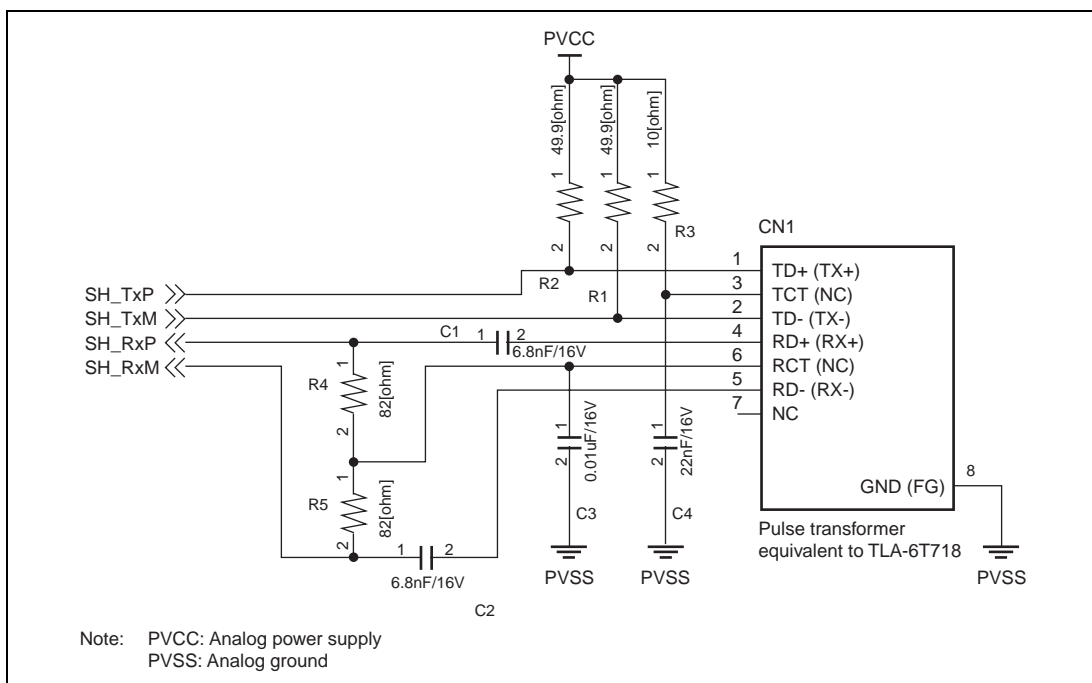 PVCC
49.9[ohm]
49.9[ohm]
10[ohm]
1
1
1
2
2
2
R2
R1
R3
CN1
1
3
2
4
6
5
7
TD+ (TX+)
TCT (NC)
TD- (TX-)
RD+ (RX+)
RCT (NC)
RD- (RX-)
NC
GND (FG)
8
SH_TxP
SH_TxM
SH_RxP
SH_RxM
C1
1
2
6.8nF/16V
1
R4
82[ohm]
2
1
R5
82[ohm]
2
1
2
6.8nF/16V
C2
1
2
0.01uF/16V
C3
PVSS
1
2
22nF/16V
C4
PVSS
Pulse transformer
equivalent to TLA-6T718
PVSS
Note: PVCC: Analog power supply
PVSS: Analog ground